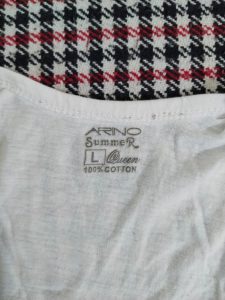 ARINO
SummeR
L Queen
100% COTTON